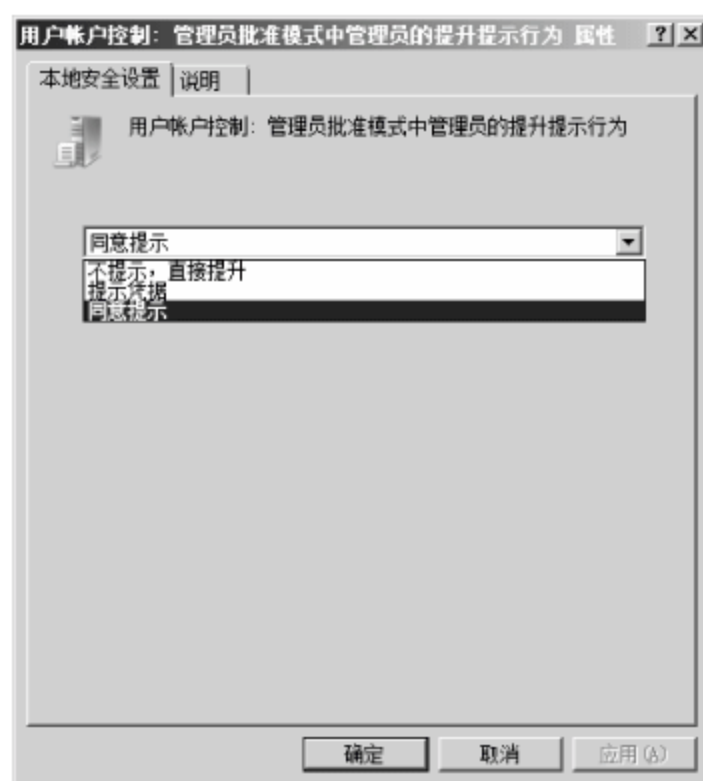 用户帐户控制：管理员批准模式中管理员的提升提示行为 属性
本地安全设置 说明
用户帐户控制：管理员批准模式中管理员的提升提示行为
同意提示
不提示，直接提升
提示凭据
同意提示
确定 取消 应用(A)